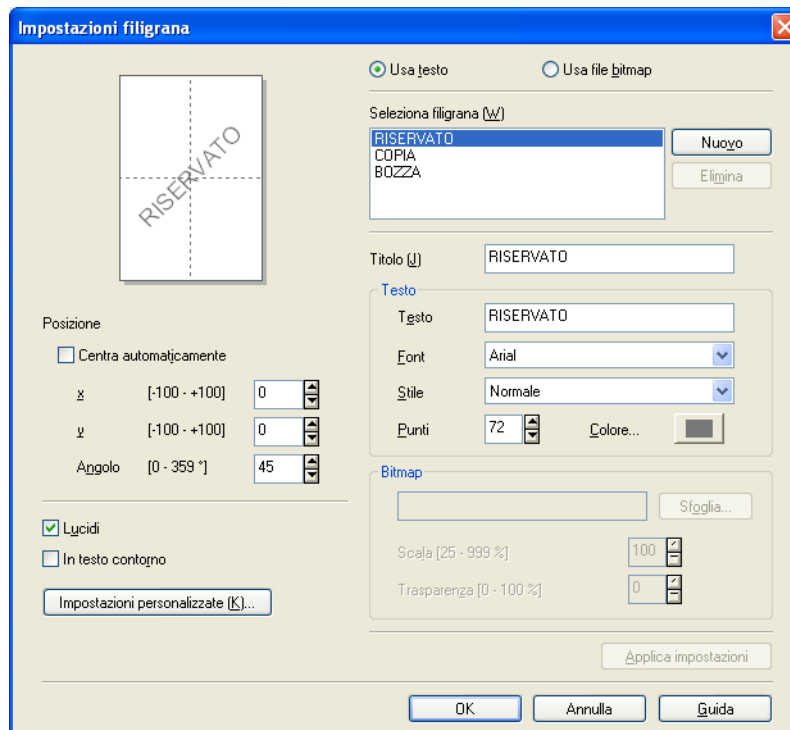 Impostazioni filigrana
RISERVATO
Usa testo
Usa file bitmap
Seleziona filigrana (W)
RISERVATO
COPIA
BOZZA
Nuovo
Elimina
Titolo (J)
RISERVATO
Testo
Testo
RISERVATO
Font
Arial
Stile
Normale
Punti
72
Colore...
Posizione
Centra automaticamente
x [-100 - +100] 0
y [-100 - +100] 0
Angolo [0 - 359 °] 45
Lucidi
In testo contorno
Impostazioni personalizzate (K)...
Bitmap
Sfoglia...
Scala [25 - 999 %] 100
Trasparenza [0 - 100 %] 0
Applica impostazioni
OK
Annulla
Guida